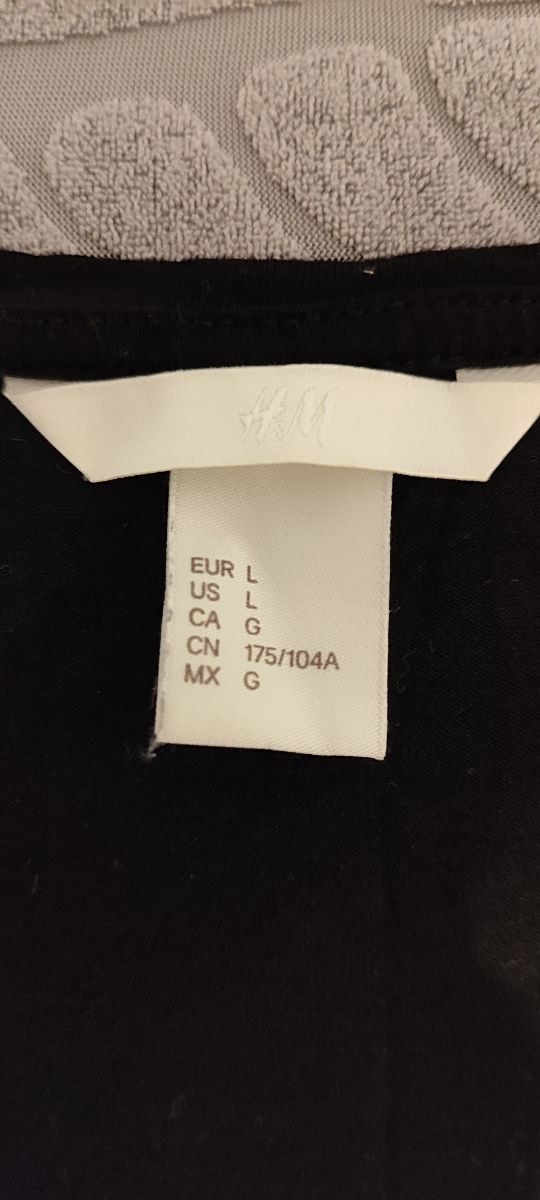 H&M
EUR L
US L
CA G
CN 175/104A
MX G